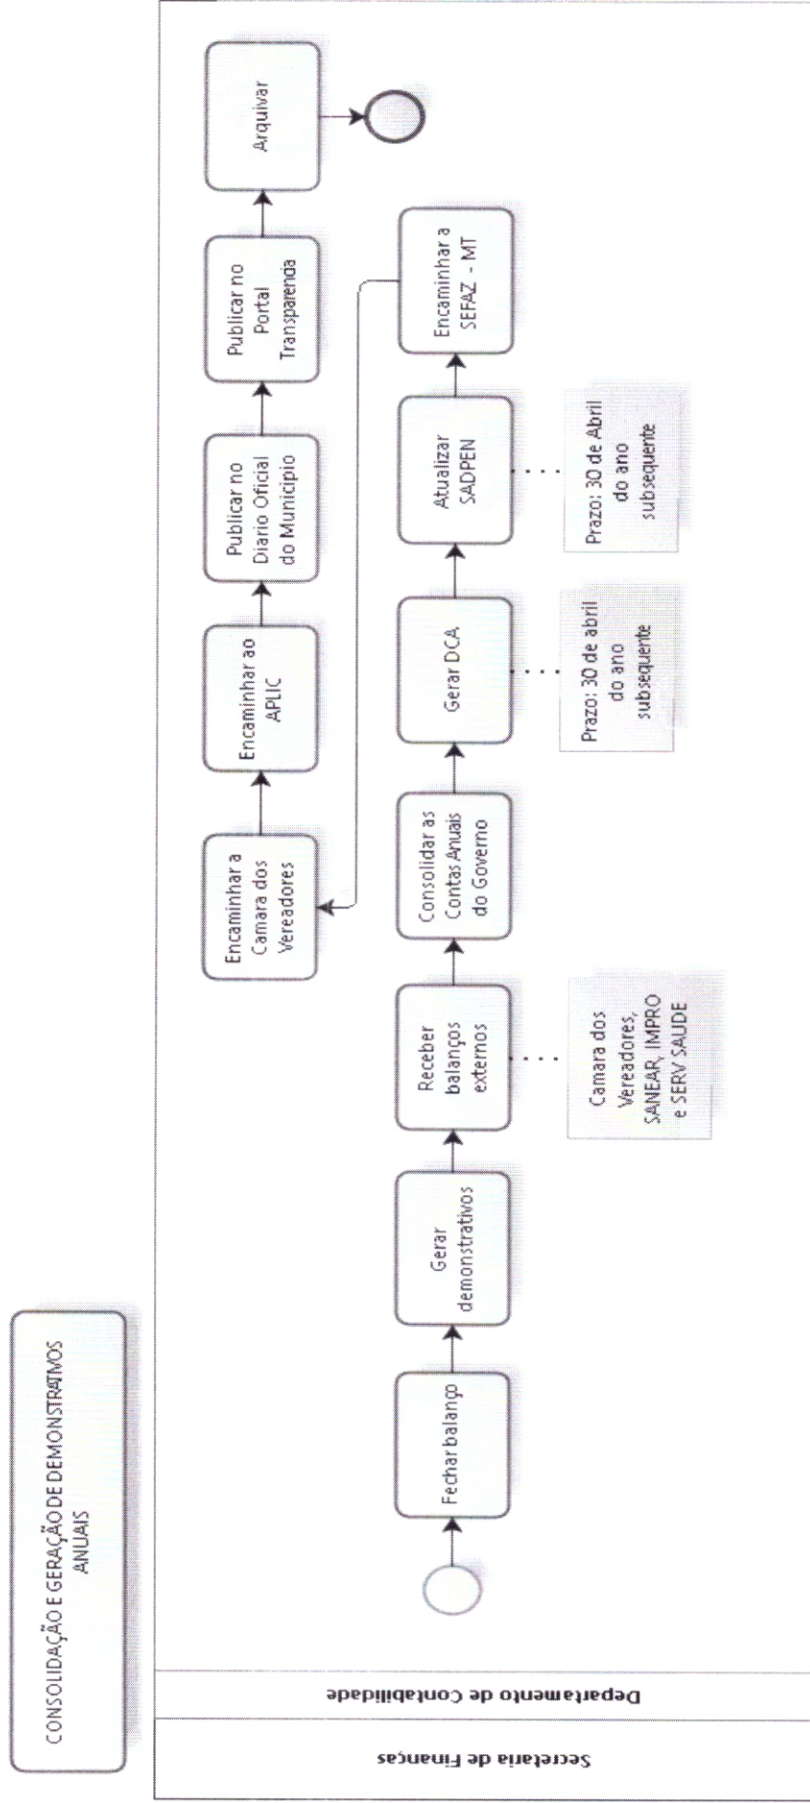 CONSOLIDAÇÃO E GERAÇÃO DE DEMONSTRATIVOS
ANUAIS
Secretaria de Finanças
Departamento de Contabilidade
Fechar balanço
Gerar
demonstrativos
Receber
balanços
externos
Camara dos
Vereadores,
SANEAR, IMPRO
e SERV SAUDE
Consolidar as
Contas Anuais
do Governo
Gerar DCA
Prazo: 30 de abril
do ano
subsequente
Atualizar
SADPEN
Prazo: 30 de Abril
do ano
subsequente
Encaminhar a
SEFAZ - MT
Encaminhar a
Camara dos
Vereadores
Encaminhar ao
APLIC
Publicar no
Diario Oficial
do Municipio
Publicar no
Portal
Transparencia
Arquivar